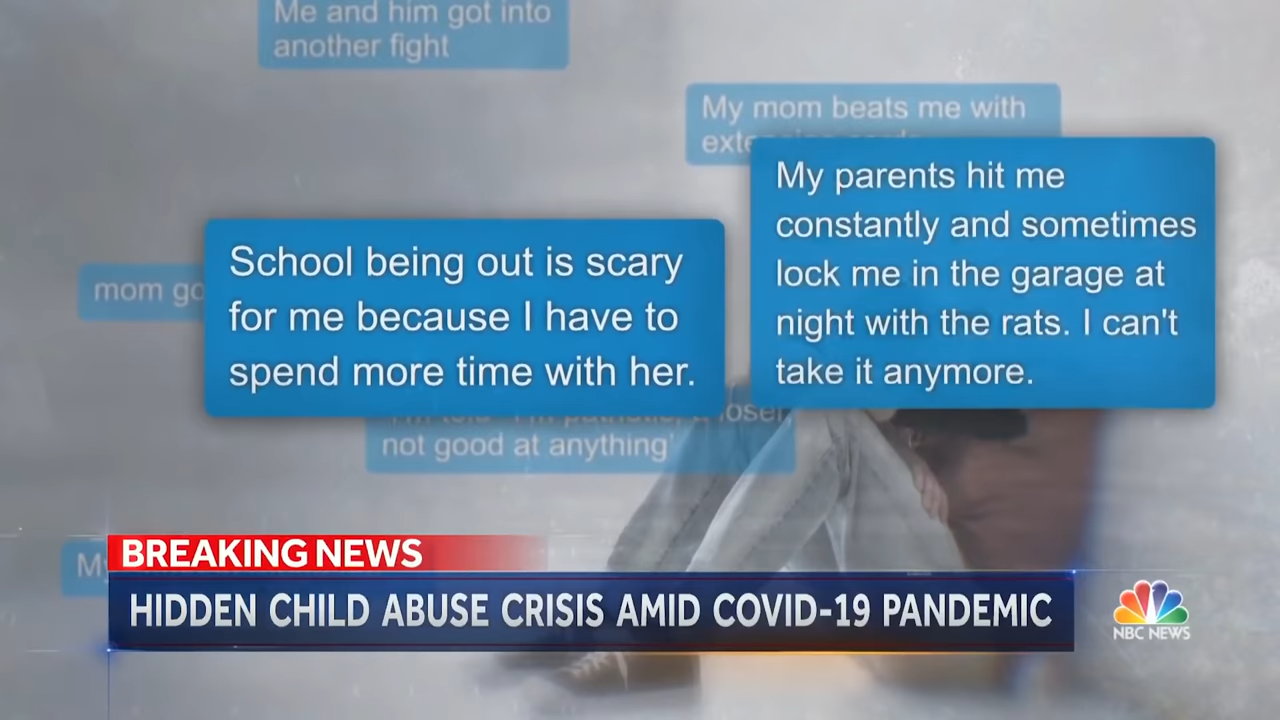 Me and him got into
another fight
My mom beats me with
My parents hit me
constantly and sometimes
lock me in the garage at
night with the rats. I can't
take it anymore.
School being out is scary
for me because I have to
spend more time with her.
mom
not good at anything'
BREAKING NEWS
HIDDEN CHILD ABUSE CRISIS AMID COVID-19 PANDEMIC
NBC NEWS